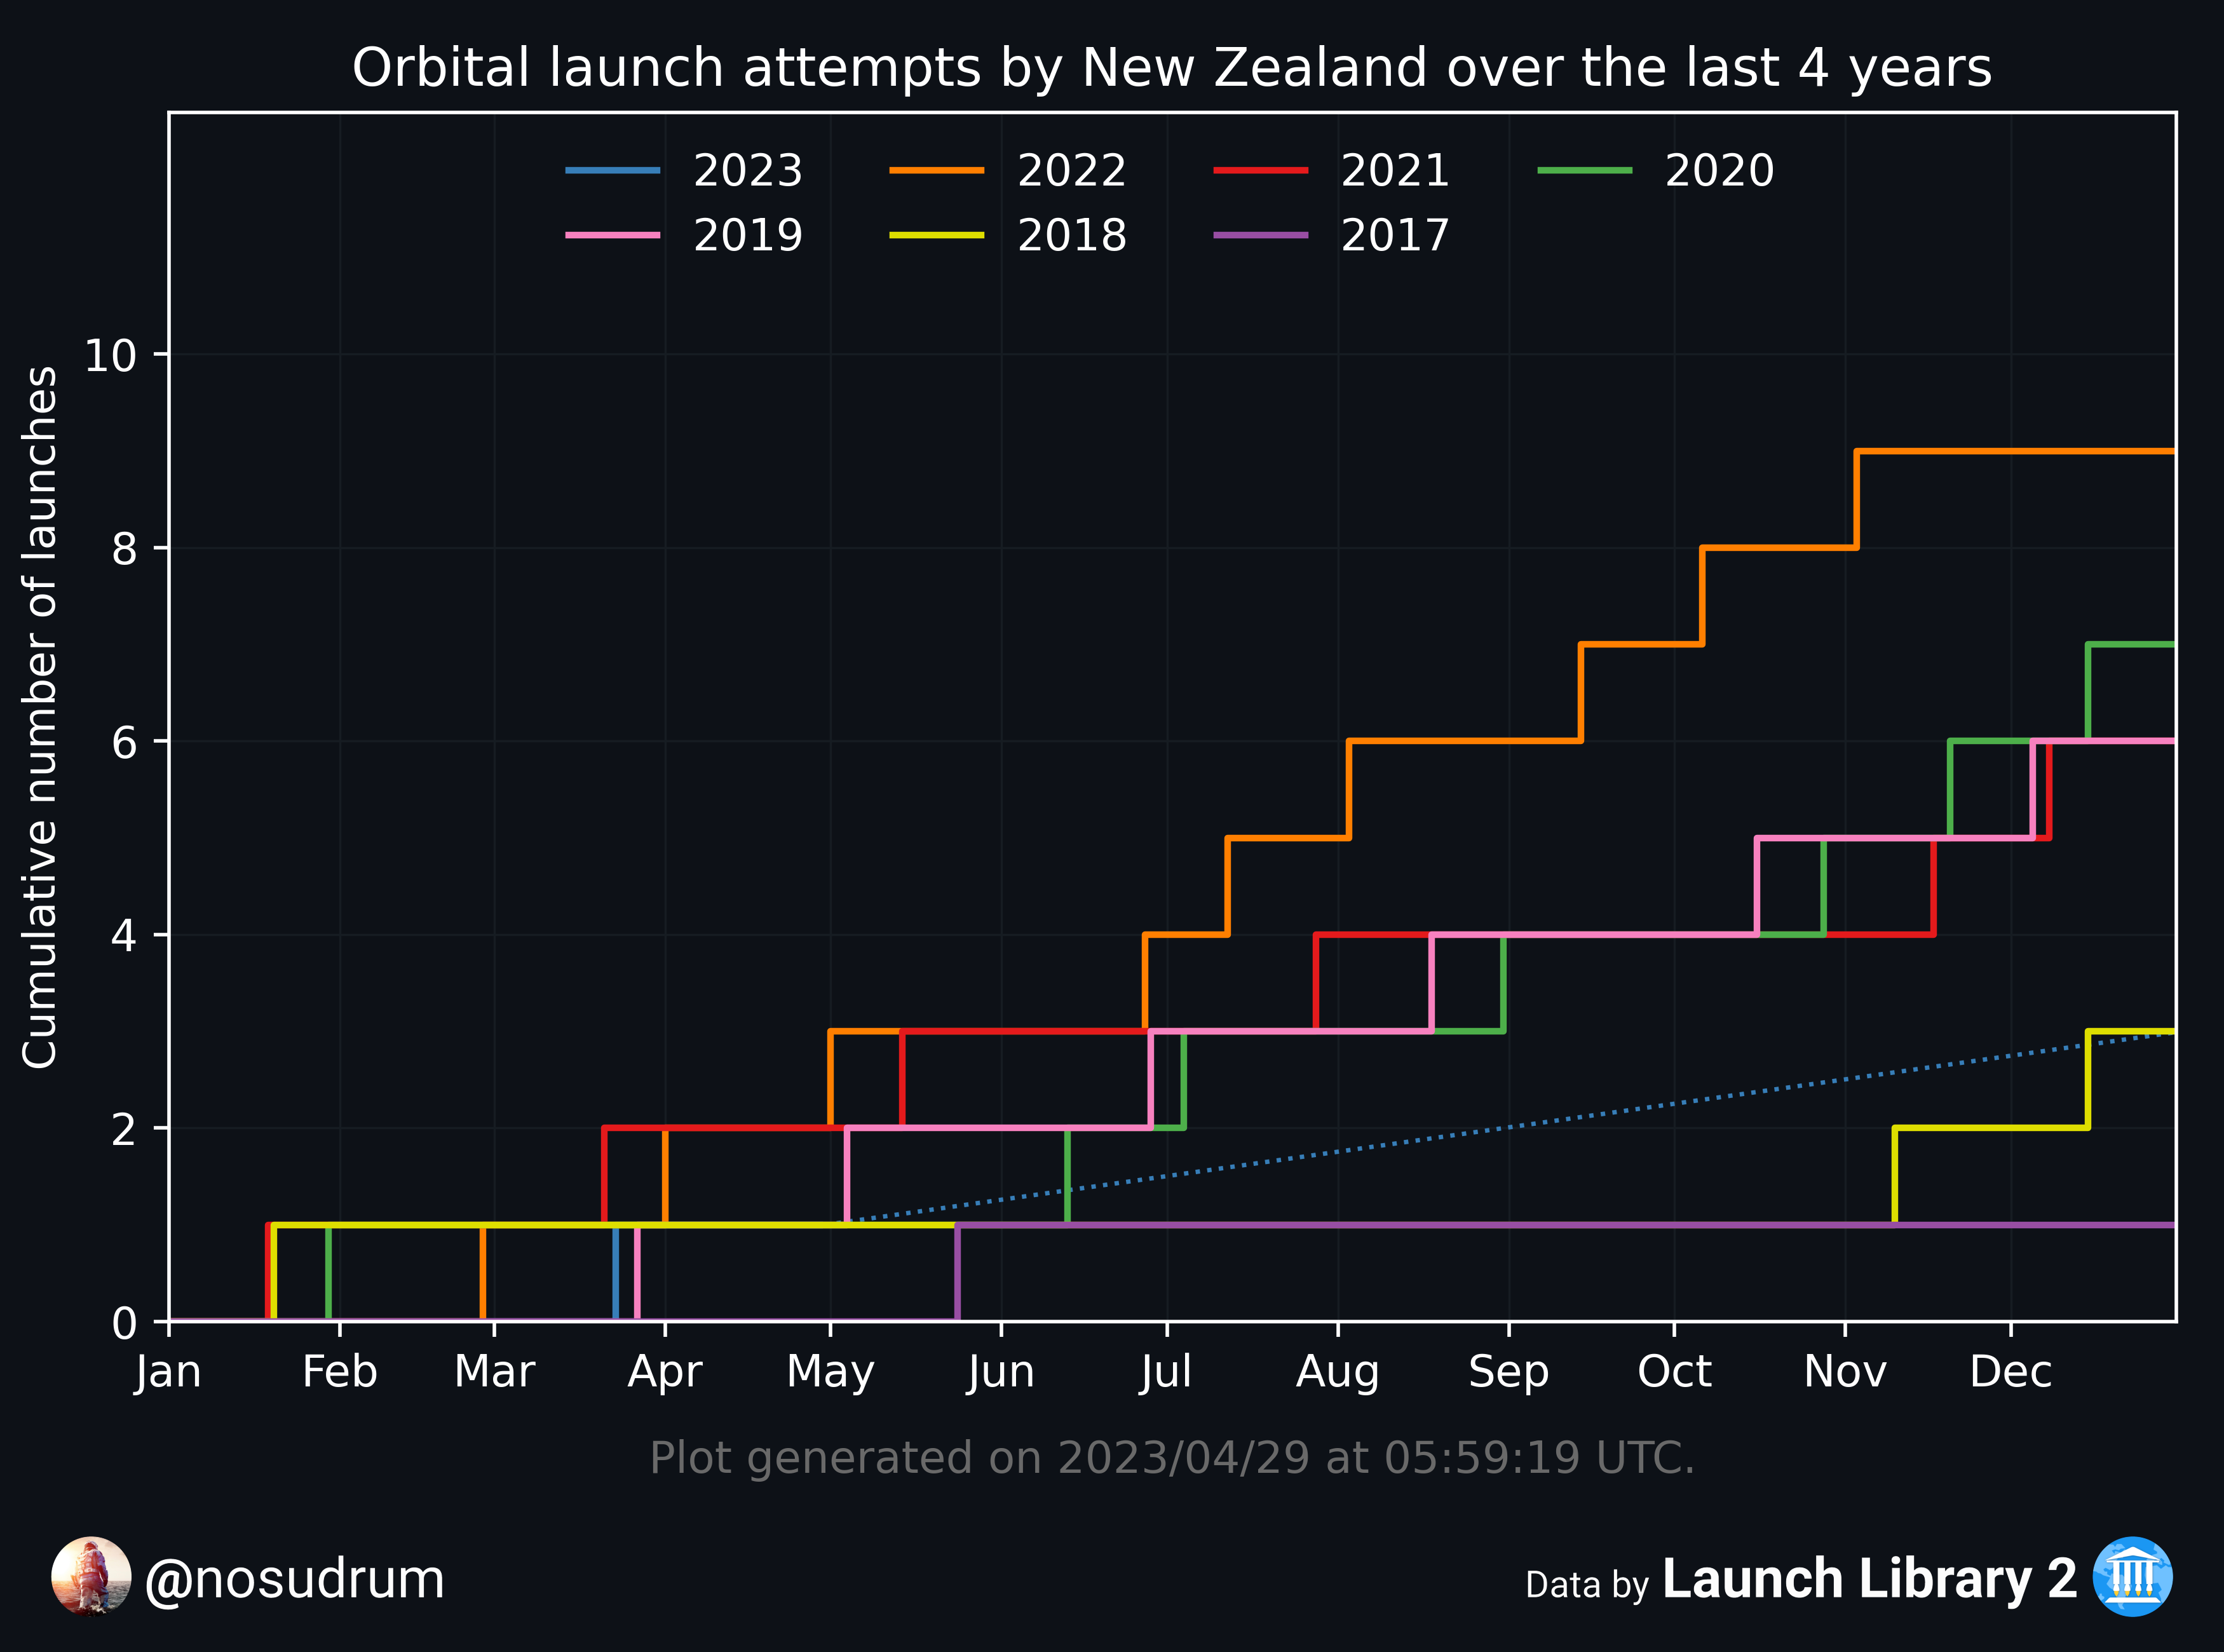 Orbital launch attempts by New Zealand over the last 4 years
2023 2022 2021 2020
2019 2018 2017
Cumulative number of launches
10
8
6
4
2
0
Jan Feb Mar Apr May Jun Jul Aug Sep Oct Nov Dec
Plot generated on 2023/04/29 at 05:59:19 UTC.
@nosudrum
Data by Launch Library 2